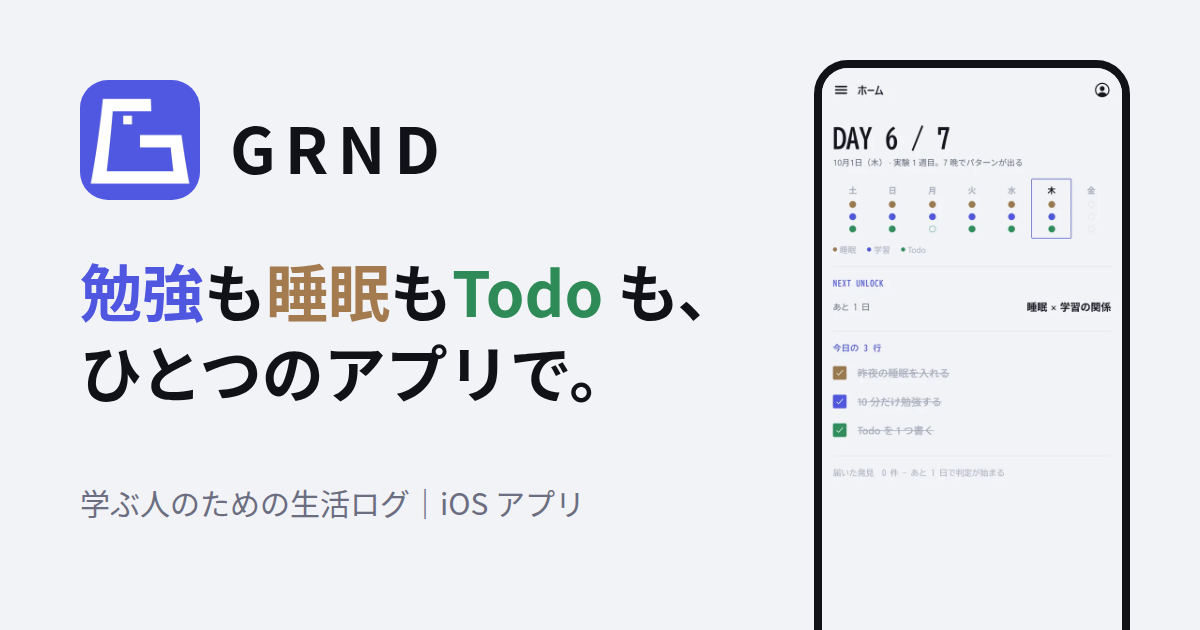 GRND
勉強も睡眠もTodo も、
ひとつのアプリで。
学ぶ人のための生活ログ｜iOS アプリ
ホーム
DAY 6 / 7
10月1日（木）· 実験 1 週目。7 晩でパターンが出る
土 日 月 火 水 木 金
睡眠 学習 Todo
NEXT UNLOCK
あと 1 日 睡眠 × 学習の関係
今日の 3 行
昨夜の睡眠を入れる
10 分だけ勉強する
Todo を 1 つ書く
届いた発見 0 件 − あと 1 日で判定が始まる